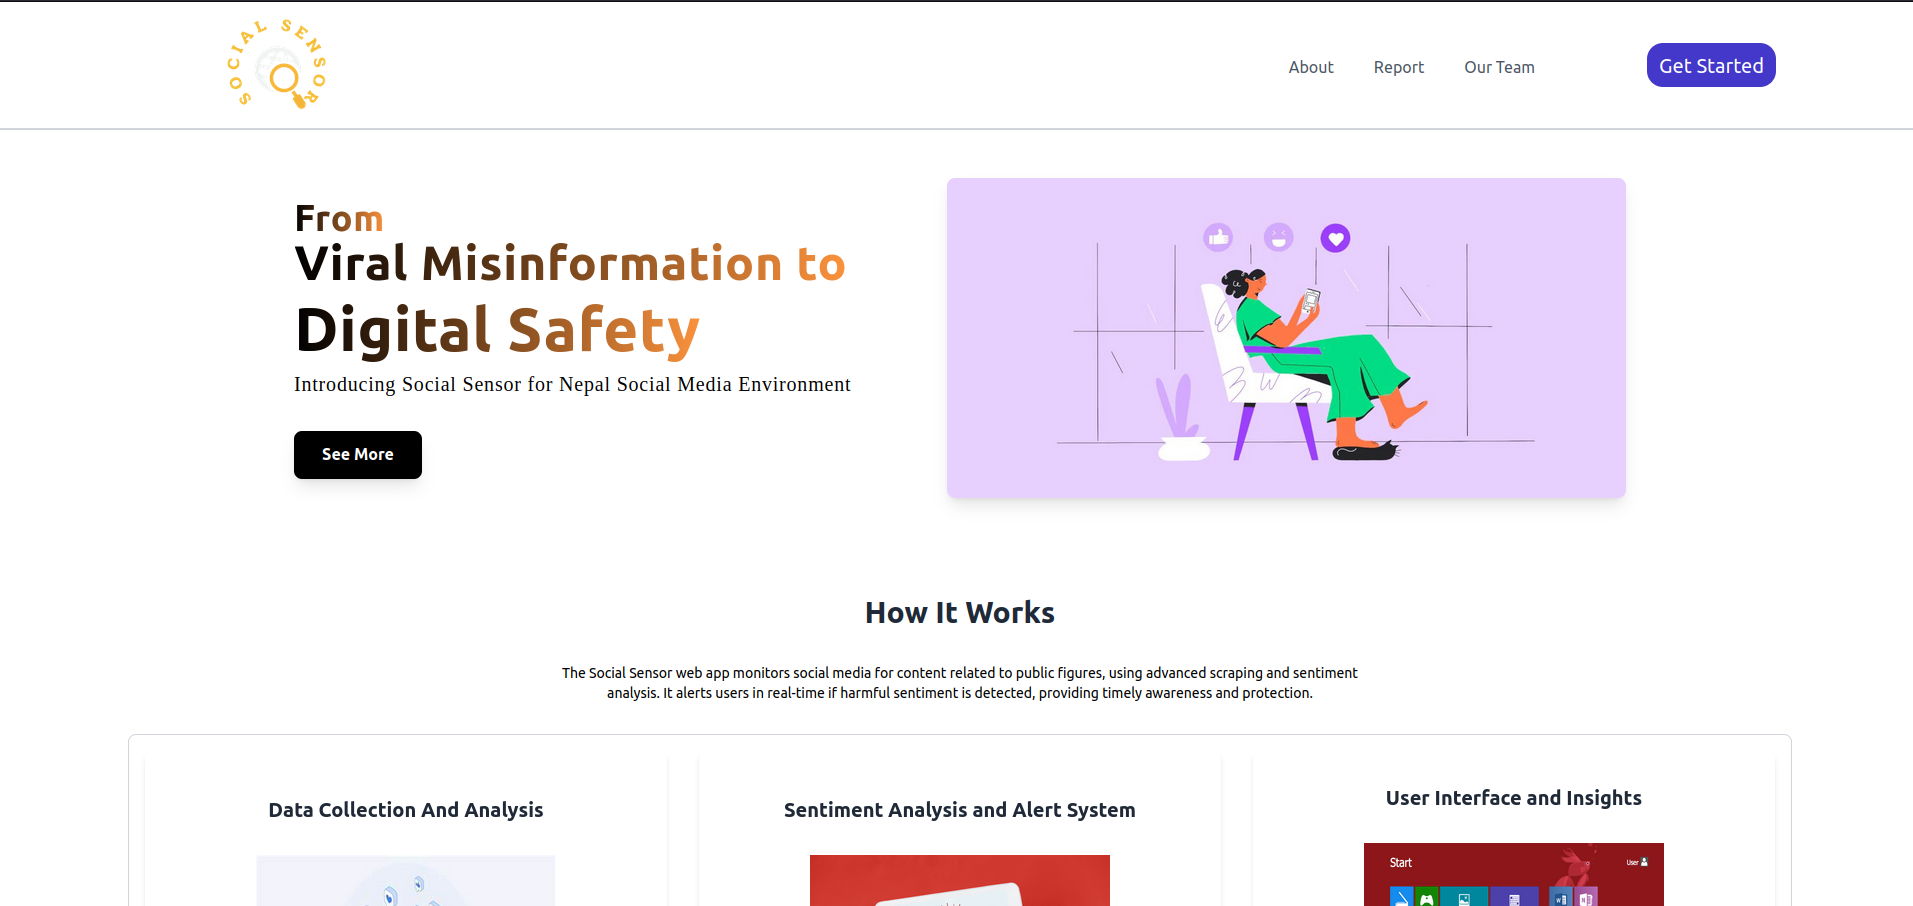 SOCIAL SENSOR
About
Report
Our Team
Get Started
From
Viral Misinformation to
Digital Safety
Introducing Social Sensor for Nepal Social Media Environment
See More
How It Works
The Social Sensor web app monitors social media for content related to public figures, using advanced scraping and sentiment
analysis. It alerts users in real-time if harmful sentiment is detected, providing timely awareness and protection.
Data Collection And Analysis
Sentiment Analysis and Alert System
User Interface and Insights
Start
User